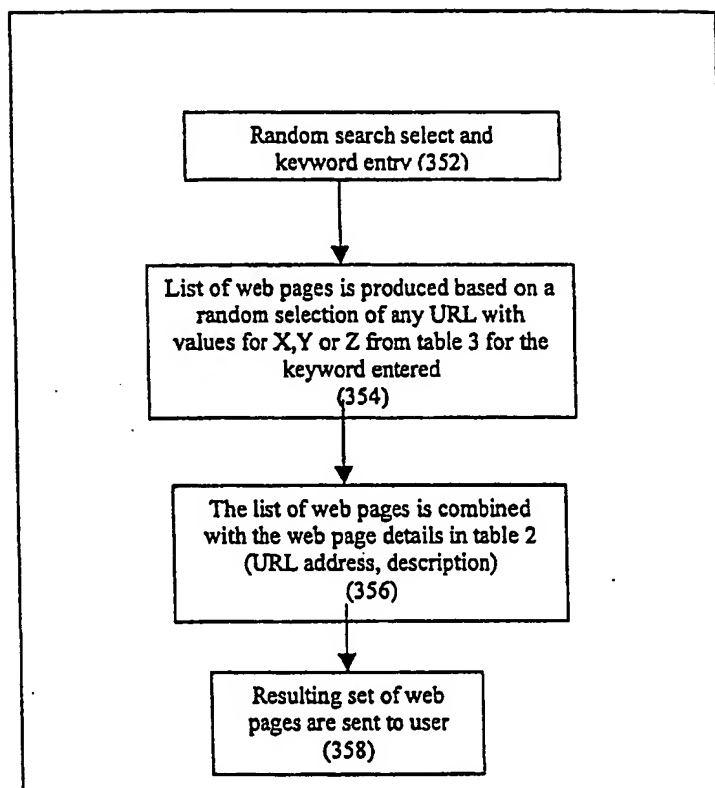 Random search select and
keyword entry (352)
List of web pages is produced based on a
random selection of any URL with
values for X,Y or Z from table 3 for the
keyword entered
(354)
The list of web pages is combined
with the web page details in table 2
(URL address, description)
(356)
Resulting set of web
pages are sent to user
(358)